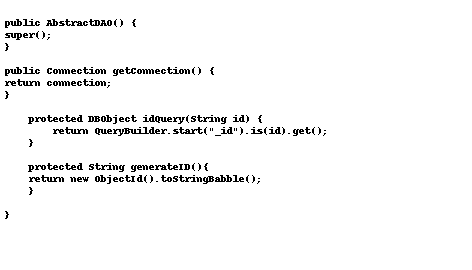 public AbstractDAO() {
super();
}
public Connection getConnection() {
return connection;
}
protected DBObject idQuery(String id) {
return QueryBuilder.start("_id").is(id).get();
}
protected String generateID(){
return new ObjectId().toStringBabble();
}
}